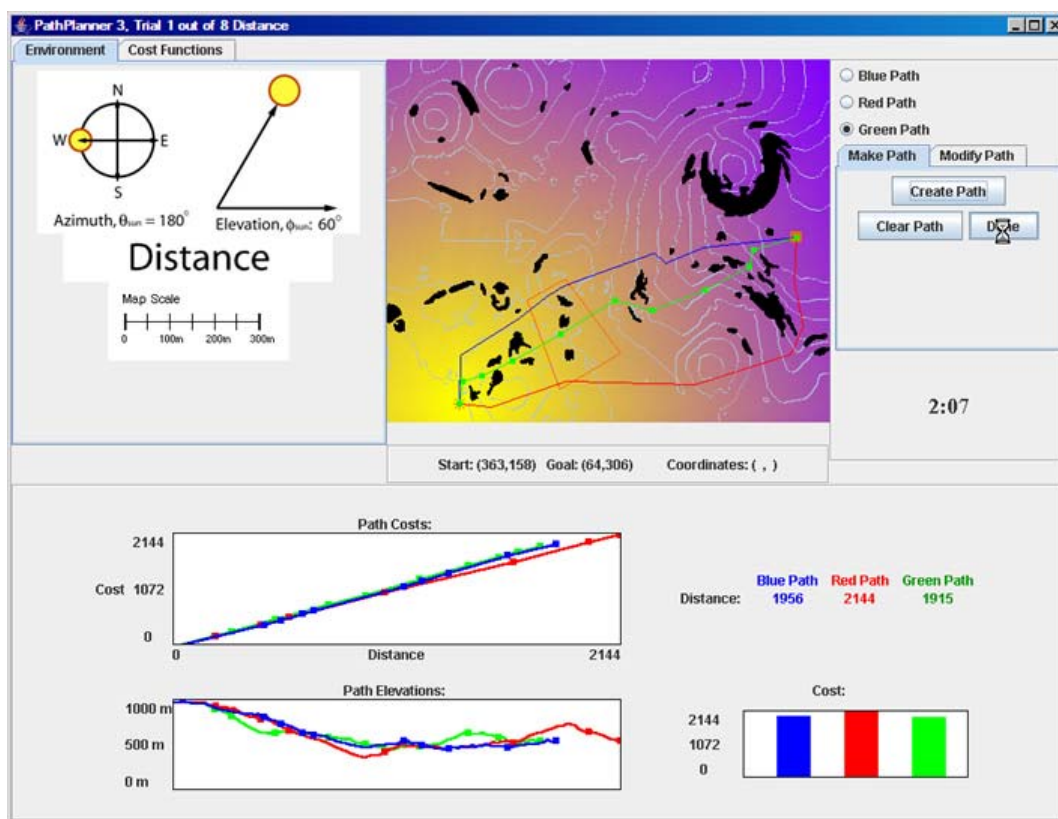 PathPlanner 3, Trial 1 out of 8 Distance
Environment Cost Functions
N
W E
S
Azimuth, θsun = 180°
Elevation, ϕsun: 60°
Distance
Map Scale
0 100m 200m 300m
Blue Path
Red Path
Green Path
Make Path Modify Path
Create Path
Clear Path
2:07
Start: (363,158) Goal: (64,306) Coordinates: ( , )
Path Costs:
2144
Cost 1072
0
0 Distance 2144
Blue Path Red Path Green Path
Distance: 1956 2144 1915
Path Elevations:
1000 m
500 m
0 m
Cost:
2144
1072
0